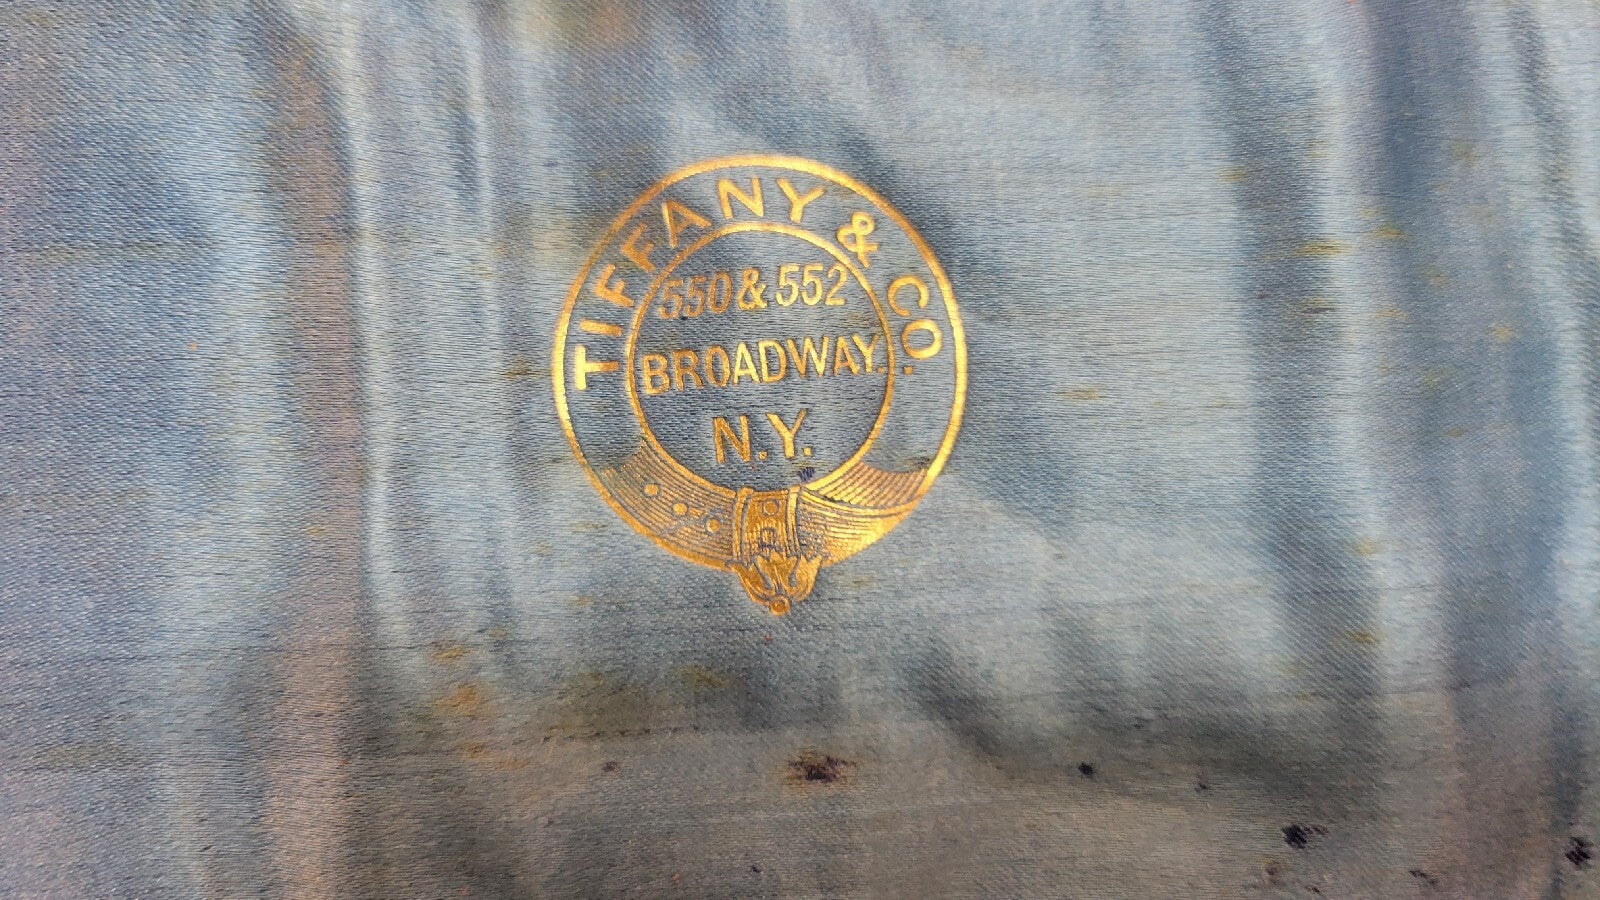 TIFFANY & CO.
550 & 552
BROADWAY.
N.Y.